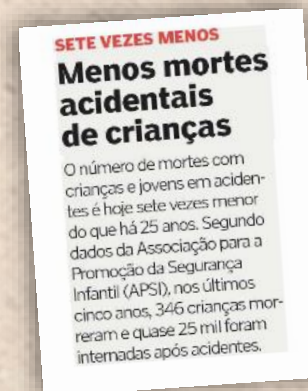 SETE VEZES MENOS
Menos mortes
acidentais
de crianças
O número de mortes com
crianças e jovens em aciden-
tes é hoje sete vezes menor
do que há 25 anos. Segundo
dados da Associação para a
Promoção da Segurança
Infantil (APSI), nos últimos
cinco anos, 346 crianças mor-
reram e quase 25 mil foram
internadas após acidentes.